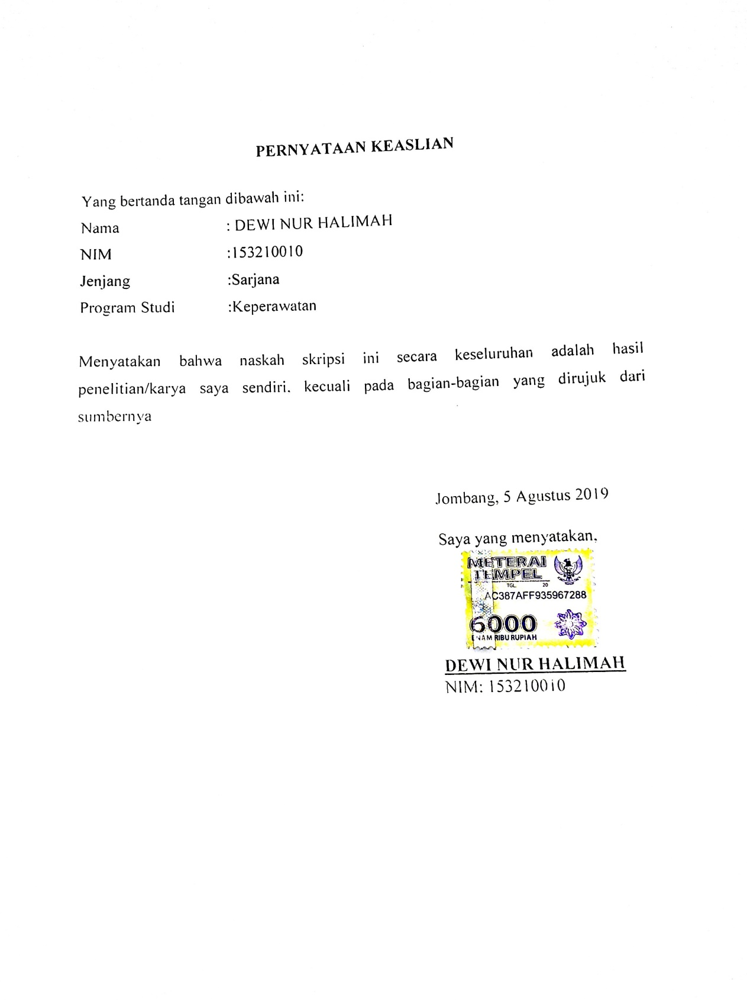 PERNYATAAN KEASLIAN
Yang bertanda tangan dibawah ini:
Nama : DEWI NUR HALIMAH
NIM :153210010
Jenjang :Sarjana
Program Studi :Keperawatan
Menyatakan bahwa naskah skripsi ini secara keseluruhan adalah hasil
penelitian/karya saya sendiri. kecuali pada bagian-bagian yang dirujuk dari
sumbernya
Jombang, 5 Agustus 2019
Saya yang menyatakan,
METERAI
TEMPEL
TGL. 20
AC387AFF935967288
6000
ENAM RIBU RUPIAH
DEWI NUR HALIMAH
NIM: 153210010